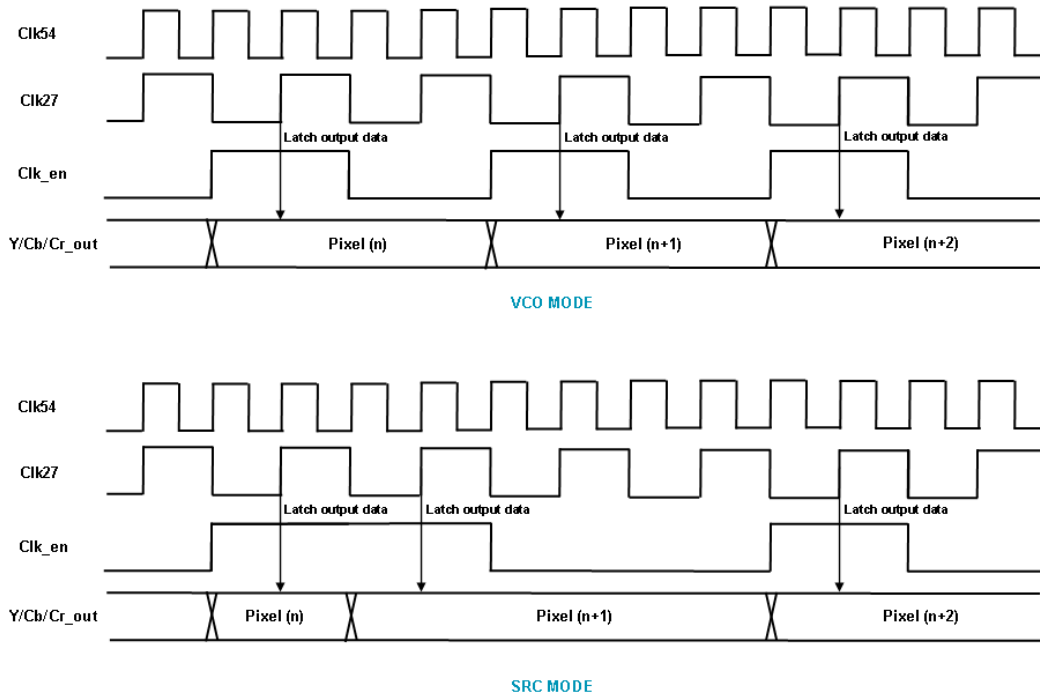 Clk54
Clk27
Latch output data Latch output data Latch output data
Clk_en
Y/Cb/Cr_out Pixel (n) Pixel (n+1) Pixel (n+2)
VCO MODE
Clk54
Clk27
Latch output data Latch output data Latch output data
Clk_en
Y/Cb/Cr_out Pixel (n) Pixel (n+1) Pixel (n+2)
SRC MODE